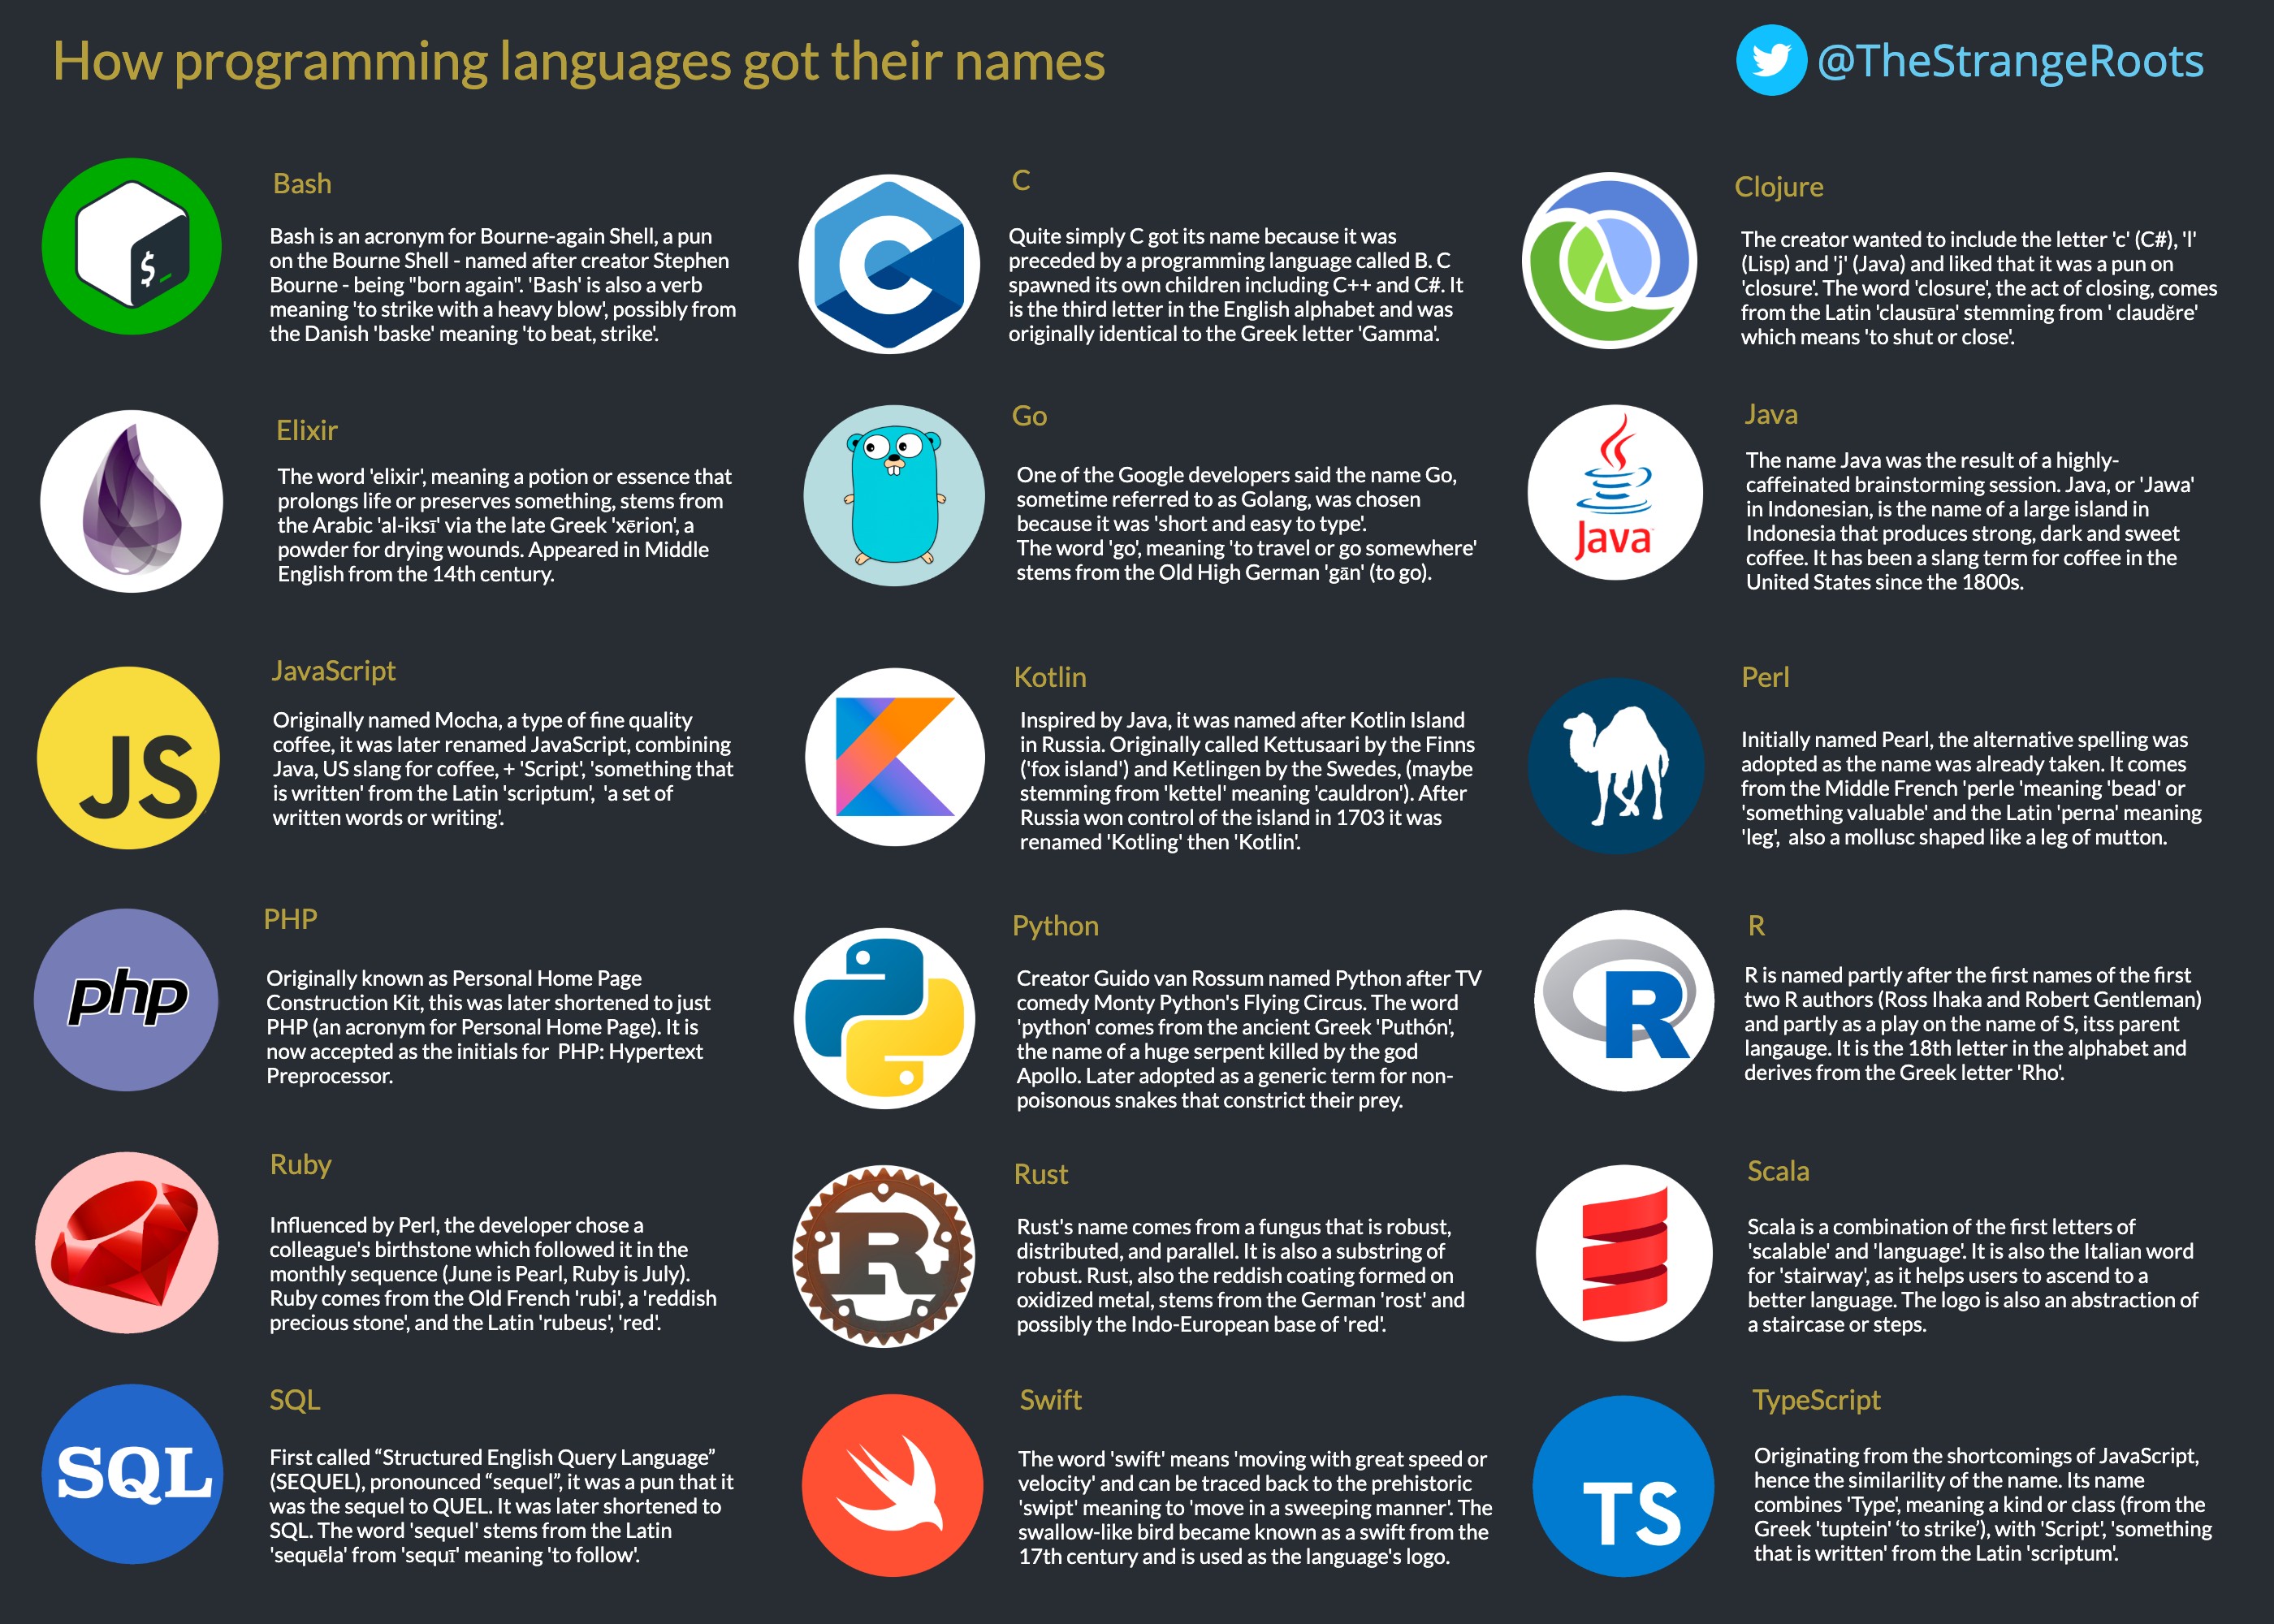 How programming languages got their names
@TheStrangeRoots
Bash
Bash is an acronym for Bourne-again Shell, a pun
on the Bourne Shell - named after creator Stephen
Bourne - being "born again". 'Bash' is also a verb
meaning 'to strike with a heavy blow', possibly from
the Danish 'baske' meaning 'to beat, strike'.
C
Quite simply C got its name because it was
preceded by a programming language called B. C
spawned its own children including C++ and C#. It
is the third letter in the English alphabet and was
originally identical to the Greek letter 'Gamma'.
Clojure
The creator wanted to include the letter 'c' (C#), 'l'
(Lisp) and 'j' (Java) and liked that it was a pun on
'closure'. The word 'closure', the act of closing, comes
from the Latin 'clausūra' stemming from ' claudĕre'
which means 'to shut or close'.
Elixir
The word 'elixir', meaning a potion or essence that
prolongs life or preserves something, stems from
the Arabic 'al-iksī' via the late Greek 'xērion', a
powder for drying wounds. Appeared in Middle
English from the 14th century.
Go
One of the Google developers said the name Go,
sometime referred to as Golang, was chosen
because it was 'short and easy to type'.
The word 'go', meaning 'to travel or go somewhere'
stems from the Old High German 'gān' (to go).
Java
Java
The name Java was the result of a highly-
caffeinated brainstorming session. Java, or 'Jawa'
in Indonesian, is the name of a large island in
Indonesia that produces strong, dark and sweet
coffee. It has been a slang term for coffee in the
United States since the 1800s.
JS
JavaScript
Originally named Mocha, a type of fine quality
coffee, it was later renamed JavaScript, combining
Java, US slang for coffee, + 'Script', 'something that
is written' from the Latin 'scriptum',  'a set of
written words or writing'.
Kotlin
Inspired by Java, it was named after Kotlin Island
in Russia. Originally called Kettusaari by the Finns
('fox island') and Ketlingen by the Swedes, (maybe
stemming from 'kettel' meaning 'cauldron'). After
Russia won control of the island in 1703 it was
renamed 'Kotling' then 'Kotlin'.
Perl
Initially named Pearl, the alternative spelling was
adopted as the name was already taken. It comes
from the Middle French 'perle 'meaning 'bead' or
'something valuable' and the Latin 'perna' meaning
'leg',  also a mollusc shaped like a leg of mutton.
php
PHP
Originally known as Personal Home Page
Construction Kit, this was later shortened to just
PHP (an acronym for Personal Home Page). It is
now accepted as the initials for  PHP: Hypertext
Preprocessor.
Python
Creator Guido van Rossum named Python after TV
comedy Monty Python's Flying Circus. The word
'python' comes from the ancient Greek 'Puthón',
the name of a huge serpent killed by the god
Apollo. Later adopted as a generic term for non-
poisonous snakes that constrict their prey.
R
R
R is named partly after the first names of the first
two R authors (Ross Ihaka and Robert Gentleman)
and partly as a play on the name of S, itss parent
langauge. It is the 18th letter in the alphabet and
derives from the Greek letter 'Rho'.
Ruby
Influenced by Perl, the developer chose a
colleague's birthstone which followed it in the
monthly sequence (June is Pearl, Ruby is July).
Ruby comes from the Old French 'rubi', a 'reddish
precious stone', and the Latin 'rubeus', 'red'.
R
Rust
Rust's name comes from a fungus that is robust,
distributed, and parallel. It is also a substring of
robust. Rust, also the reddish coating formed on
oxidized metal, stems from the German 'rost' and
possibly the Indo-European base of 'red'.
Scala
Scala is a combination of the first letters of
'scalable' and 'language'. It is also the Italian word
for 'stairway', as it helps users to ascend to a
better language. The logo is also an abstraction of
a staircase or steps.
SQL
SQL
First called “Structured English Query Language”
(SEQUEL), pronounced “sequel”, it was a pun that it
was the sequel to QUEL. It was later shortened to
SQL. The word 'sequel' stems from the Latin
'sequēla' from 'sequī' meaning 'to follow'.
Swift
The word 'swift' means 'moving with great speed or
velocity' and can be traced back to the prehistoric
'swipt' meaning to 'move in a sweeping manner'. The
swallow-like bird became known as a swift from the
17th century and is used as the language's logo.
TS
TypeScript
Originating from the shortcomings of JavaScript,
hence the similarility of the name. Its name
combines 'Type', meaning a kind or class (from the
Greek 'tuptein' ‘to strike’), with 'Script', 'something
that is written' from the Latin 'scriptum'.